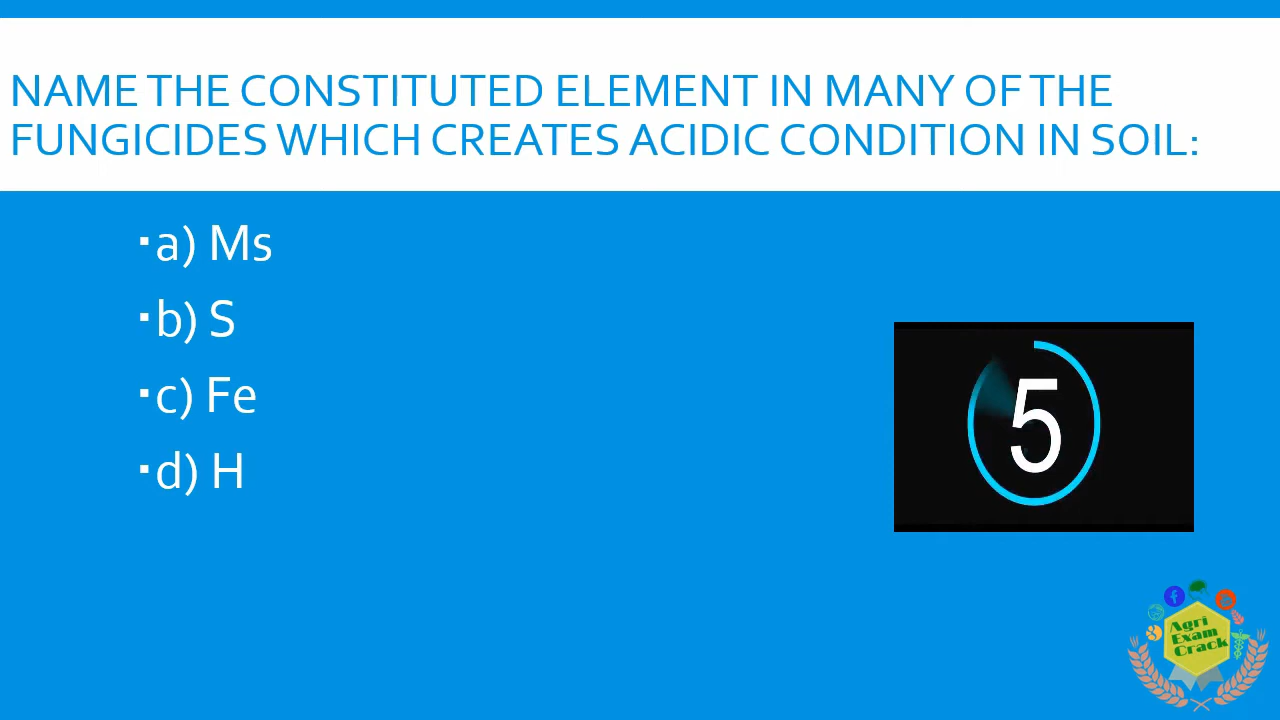 NAME THE CONSTITUTED ELEMENT IN MANY OF THE
FUNGICIDES WHICH CREATES ACIDIC CONDITION IN SOIL:
▪a) Ms
▪b) S
▪c) Fe
▪d) H
5
Agri
Exam
Crack